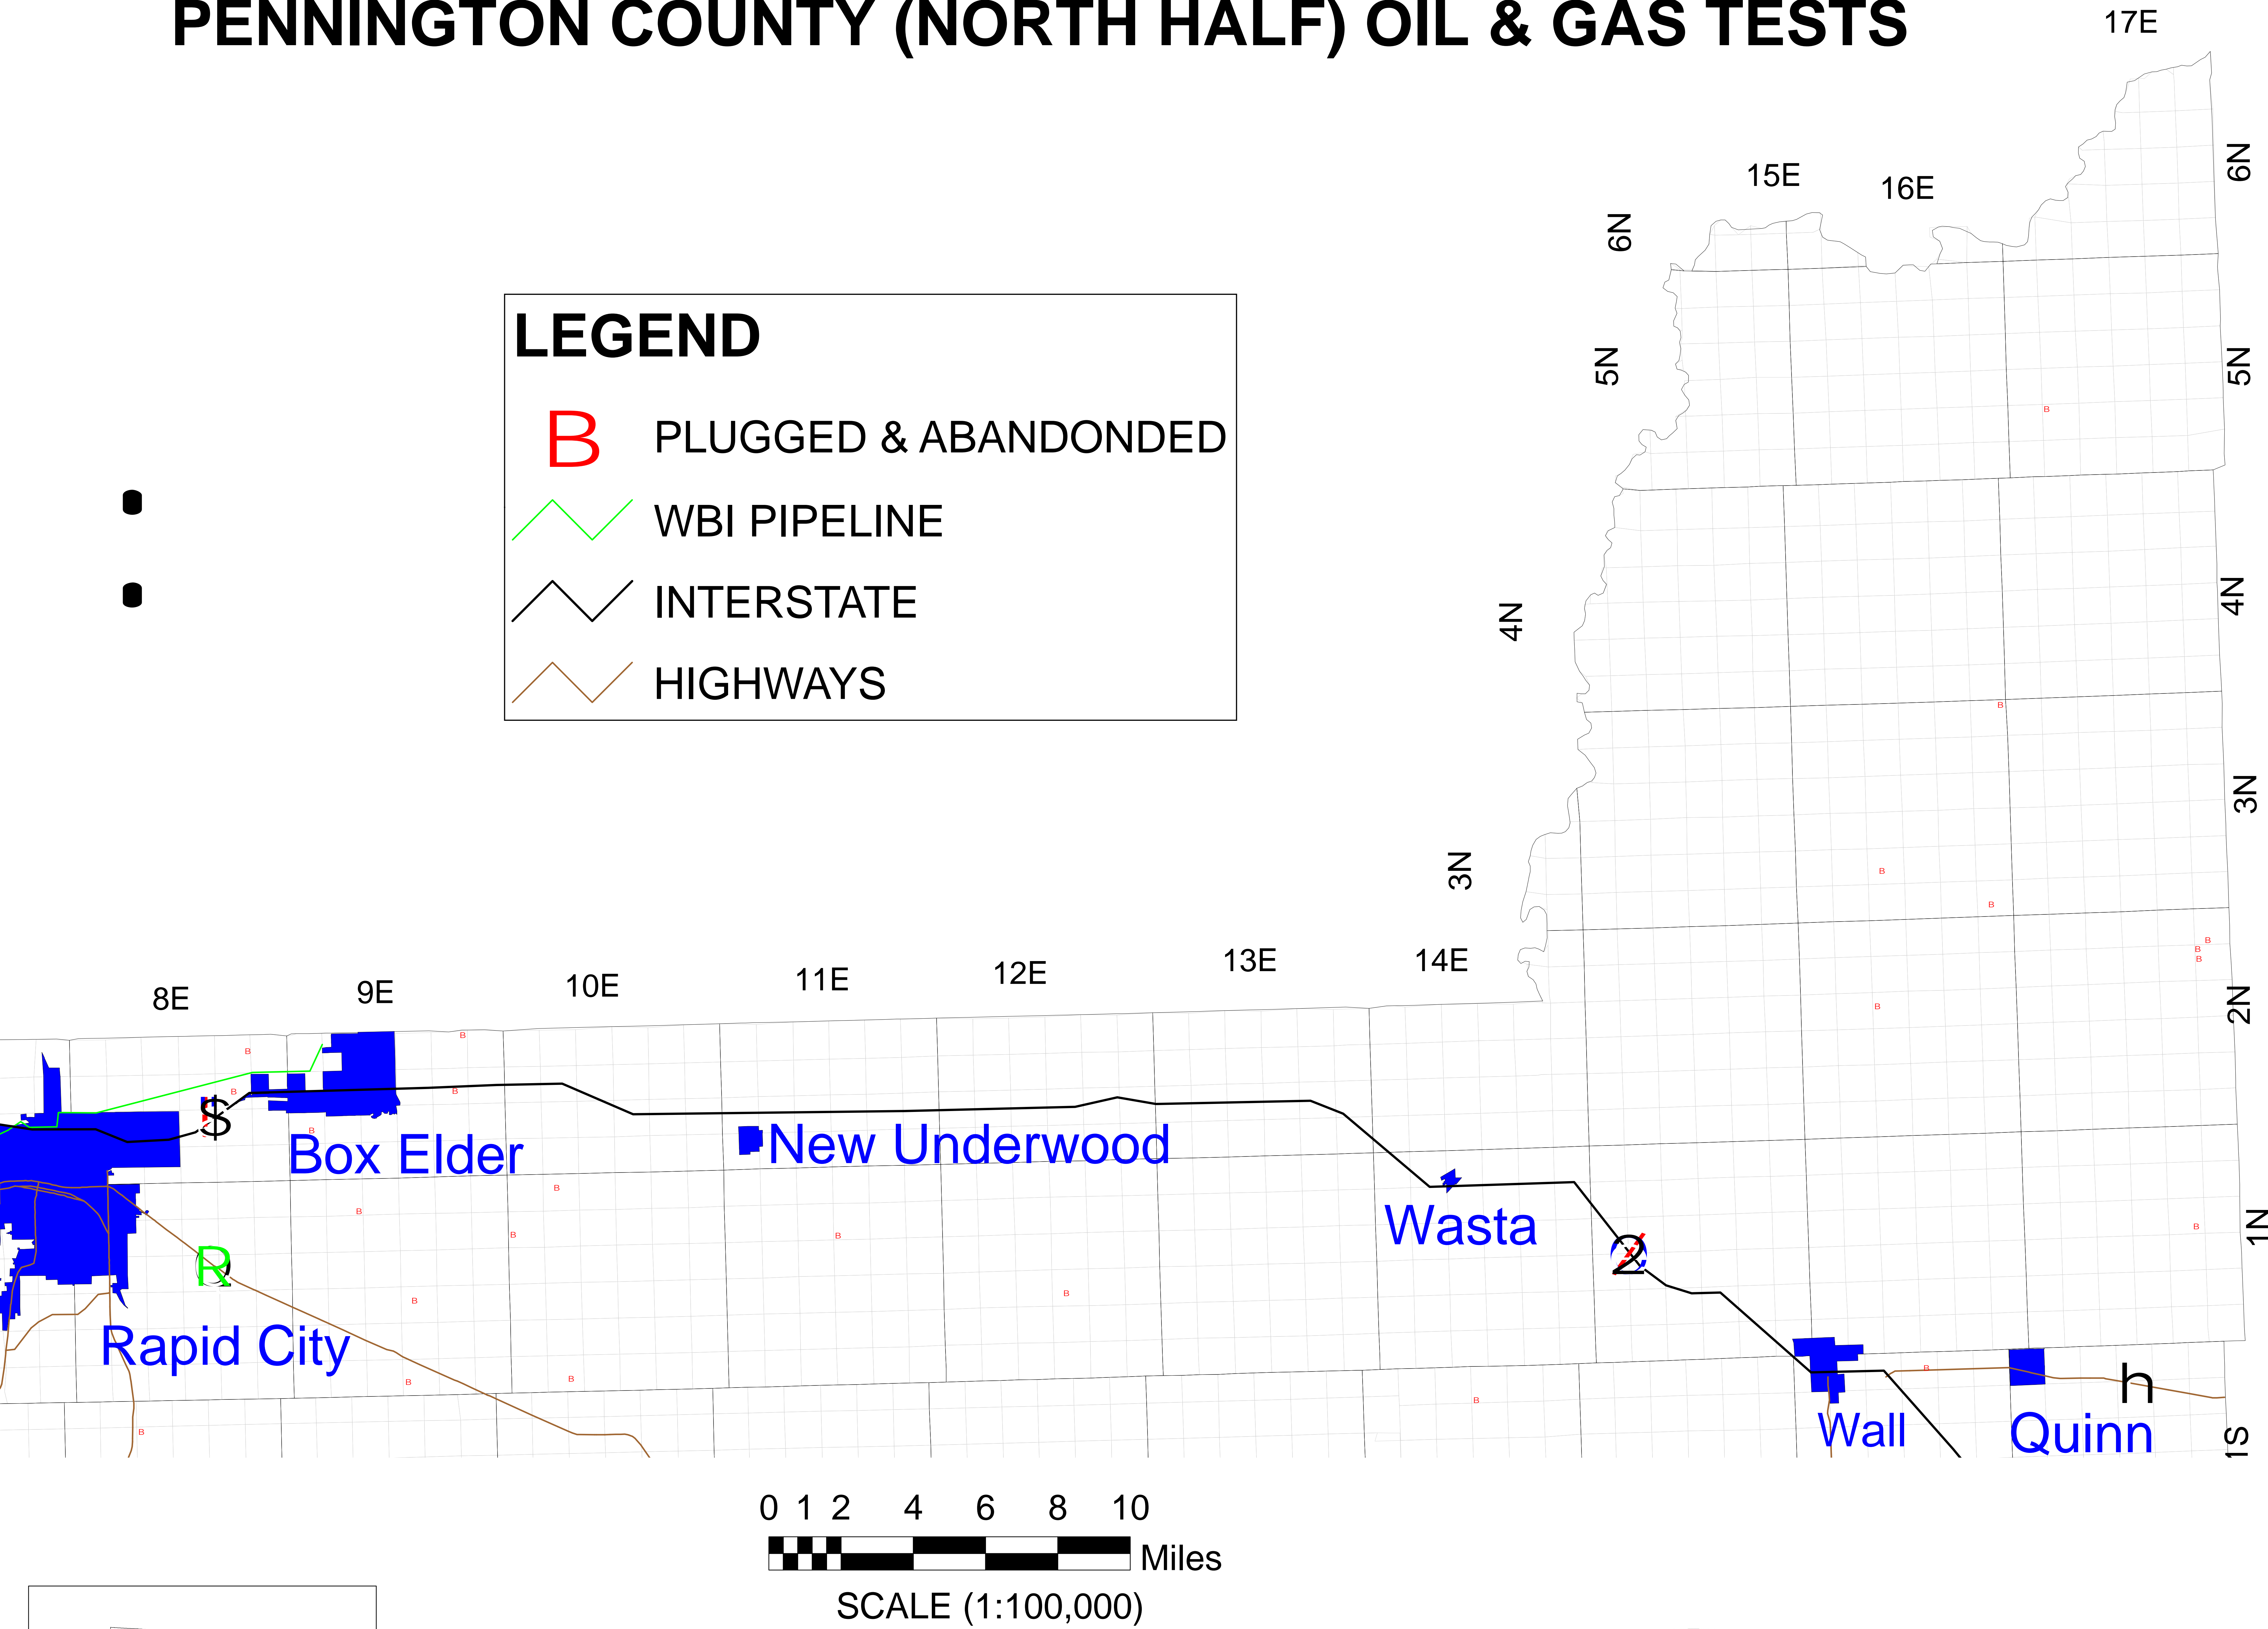 PENNINGTON COUNTY (NORTH HALF) OIL & GAS TESTS
17E
15E
16E
6N
6N
LEGEND
B PLUGGED & ABANDONDED
WBI PIPELINE
INTERSTATE
HIGHWAYS
5N
5N
B
4N
4N
B
3N
3N
B
B
8E
9E
10E
11E
12E
13E
14E
B
B
B
2N
B
B
B
B
B
$
B
Box Elder
New Underwood
B
B
B
B
Wasta
B
1N
2
R
B
B
Rapid City
B
B
B
B
B
h
Wall
Quinn
1S
0 1 2 4 6 8 10
Miles
SCALE (1:100,000)